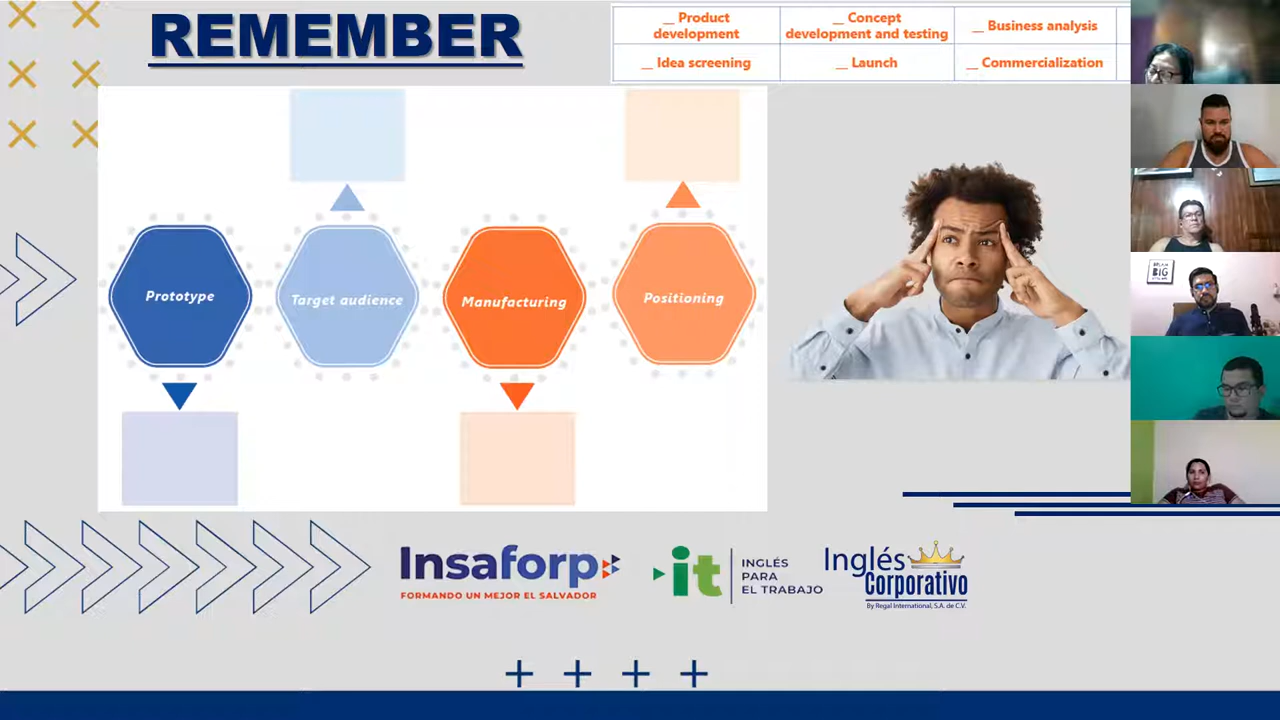 REMEMBER
__ Product
development
__ Concept
development and testing
__ Business analysis
__ Idea screening
__ Launch
__ Commercialization
Prototype
Target audience
Manufacturing
Positioning
Insaforp
FORMANDO UN MEJOR EL SALVADOR
it
INGLÉS
PARA
EL TRABAJO
Inglés
Corporativo
By Regal International, S.A. de C.V.
BIG